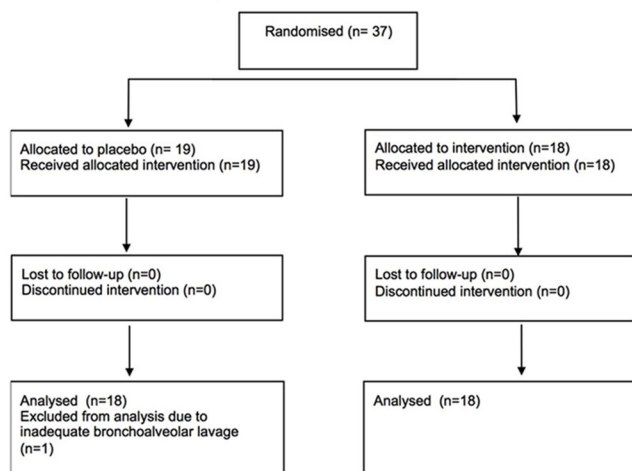 Randomised (n= 37)
Allocated to placebo (n= 19)
Received allocated intervention (n=19)
Allocated to intervention (n=18)
Received allocated intervention (n=18)
Lost to follow-up (n=0)
Discontinued intervention (n=0)
Lost to follow-up (n=0)
Discontinued intervention (n=0)
Analysed (n=18)
Excluded from analysis due to
inadequate bronchoalveolar lavage
(n=1)
Analysed (n=18)